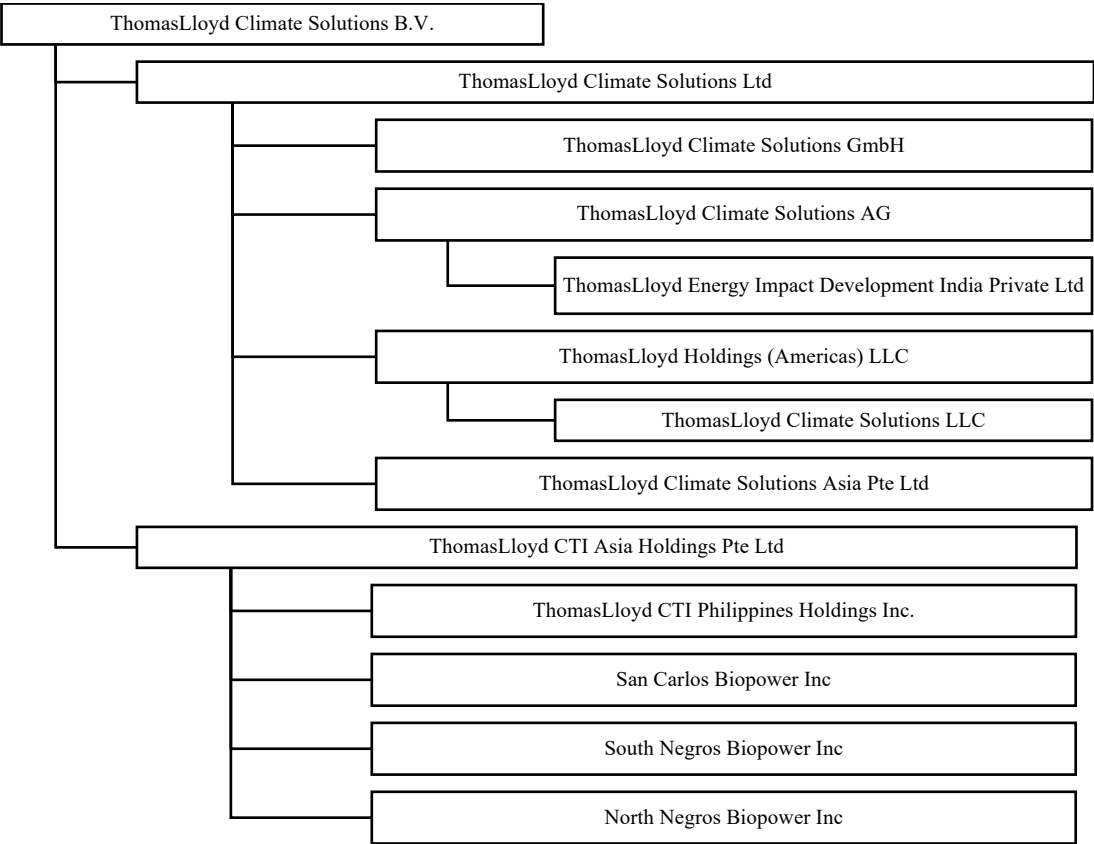 ThomasLloyd Climate Solutions B.V.
ThomasLloyd Climate Solutions Ltd
ThomasLloyd Climate Solutions GmbH
ThomasLloyd Climate Solutions AG
ThomasLloyd Energy Impact Development India Private Ltd
ThomasLloyd Holdings (Americas) LLC
ThomasLloyd Climate Solutions LLC
ThomasLloyd Climate Solutions Asia Pte Ltd
ThomasLloyd CTI Asia Holdings Pte Ltd
ThomasLloyd CTI Philippines Holdings Inc.
San Carlos Biopower Inc
South Negros Biopower Inc
North Negros Biopower Inc